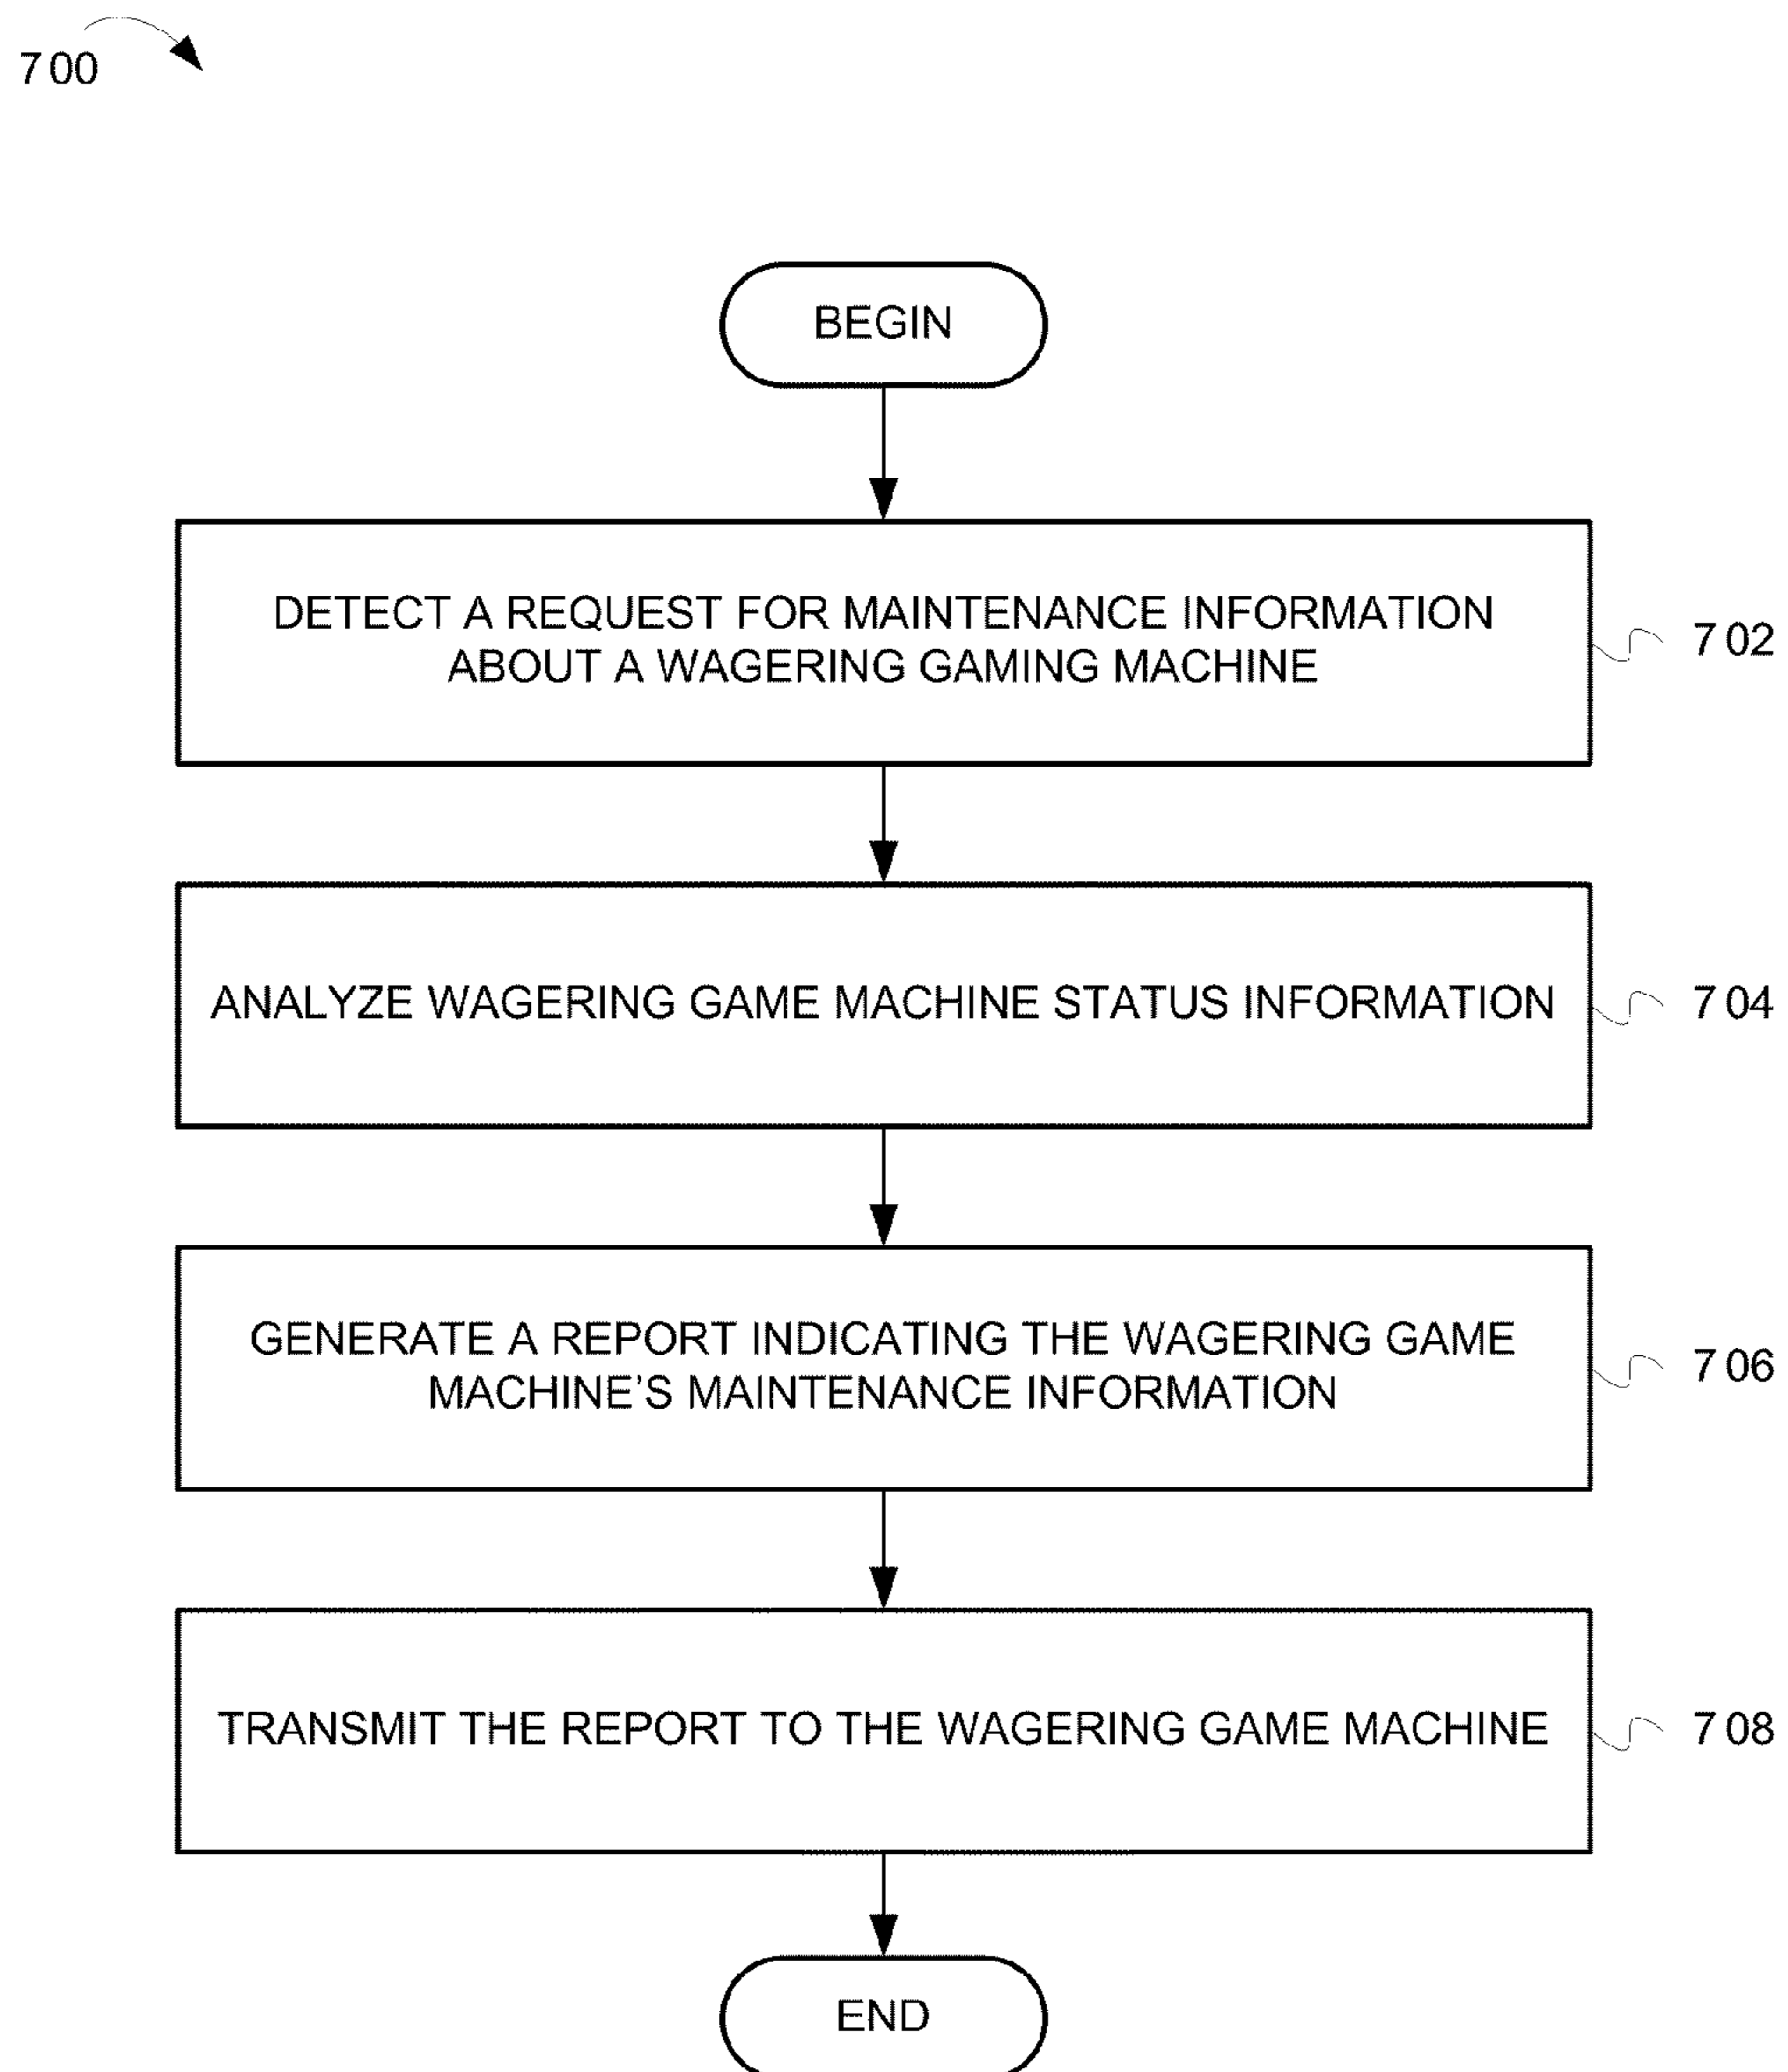 700
BEGIN
DETECT A REQUEST FOR MAINTENANCE INFORMATION
ABOUT A WAGERING GAMING MACHINE
702
ANALYZE WAGERING GAME MACHINE STATUS INFORMATION
704
GENERATE A REPORT INDICATING THE WAGERING GAME
MACHINE’S MAINTENANCE INFORMATION
706
TRANSMIT THE REPORT TO THE WAGERING GAME MACHINE
708
END